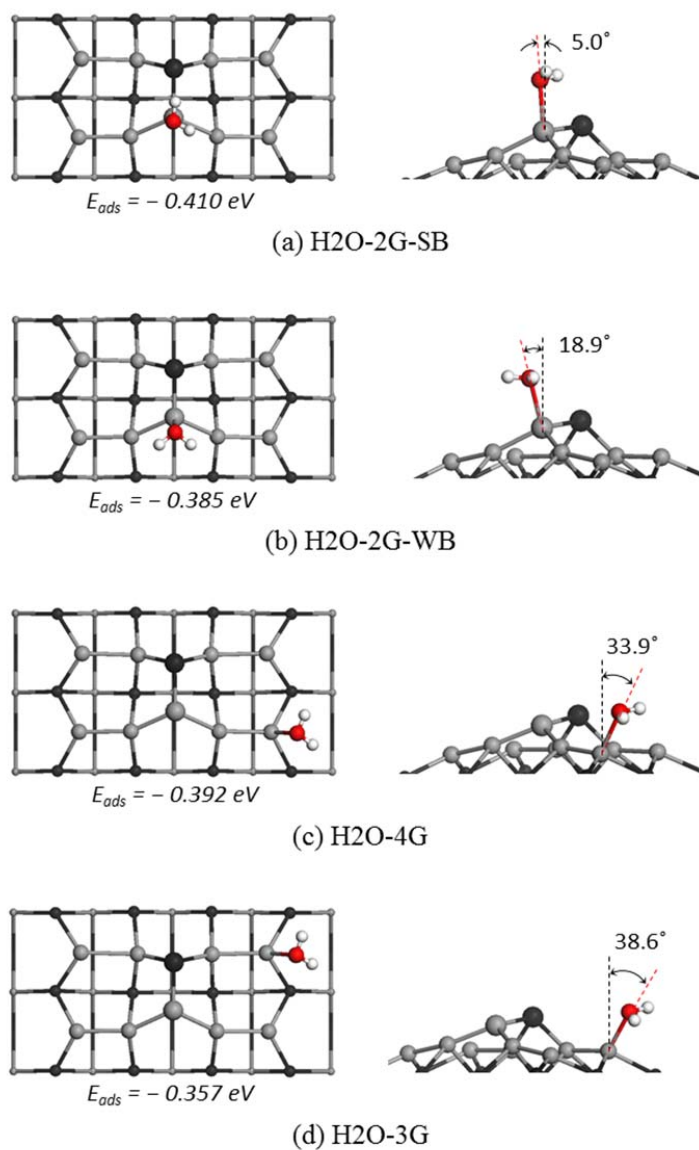 5.0°
E_ads = − 0.410 eV
(a) H2O-2G-SB
18.9°
E_ads = − 0.385 eV
(b) H2O-2G-WB
33.9°
E_ads = − 0.392 eV
(c) H2O-4G
38.6°
E_ads = − 0.357 eV
(d) H2O-3G